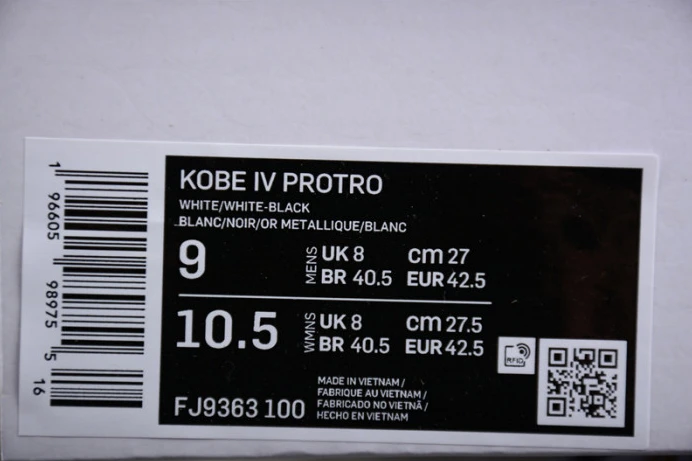 KOBE IV PROTRO
WHITE/WHITE-BLACK
BLANC/NOIR/OR METALLIQUE/BLANC
9 MENS UK 8 cm 27
BR 40.5 EUR 42.5
10.5 WMNS UK 8 cm 27.5
BR 40.5 EUR 42.5
RFID
FJ9363 100
MADE IN VIETNAM /
FABRIQUE AU VIETNAM /
FABRICADO NO VIETNÃ /
HECHO EN VIETNAM
1 96605 98975 5 16